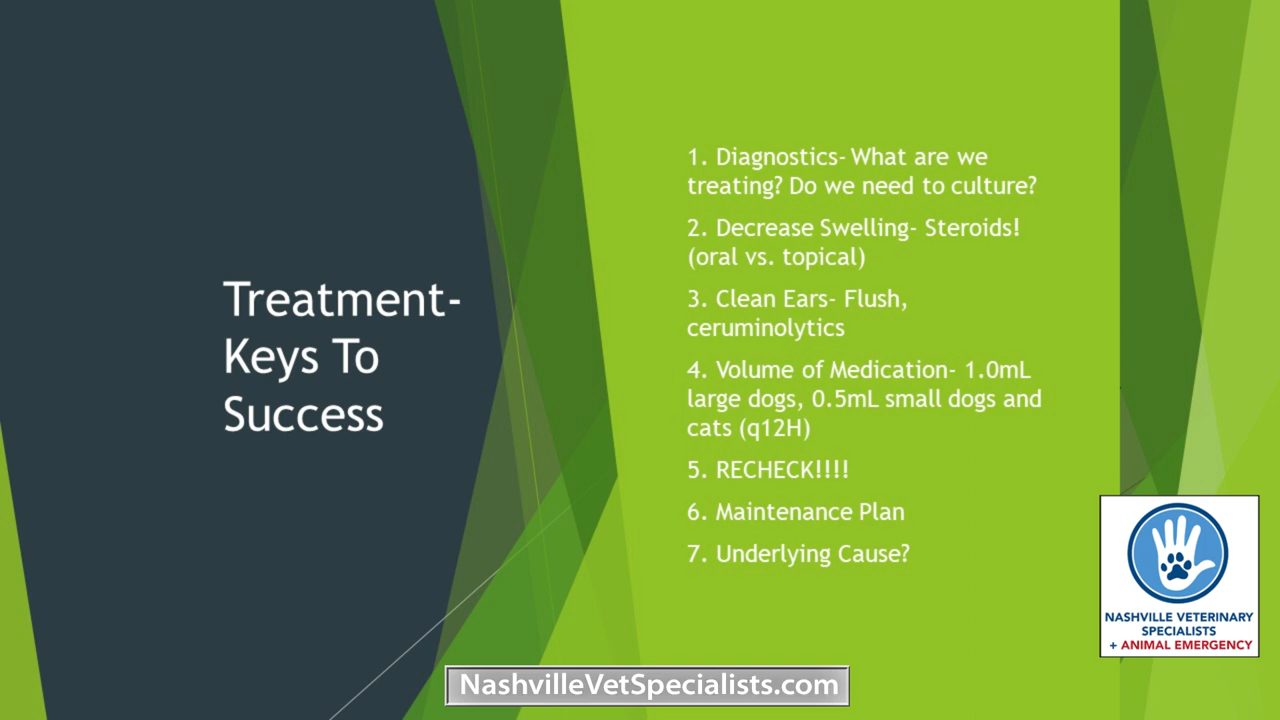 Treatment-
Keys To
Success
1. Diagnostics- What are we
treating? Do we need to culture?
2. Decrease Swelling- Steroids!
(oral vs. topical)
3. Clean Ears- Flush,
ceruminolytics
4. Volume of Medication- 1.0mL
large dogs, 0.5mL small dogs and
cats (q12H)
5. RECHECK!!!!
6. Maintenance Plan
7. Underlying Cause?
NASHVILLE VETERINARY
SPECIALISTS
+ ANIMAL EMERGENCY
NashvilleVetSpecialists.com